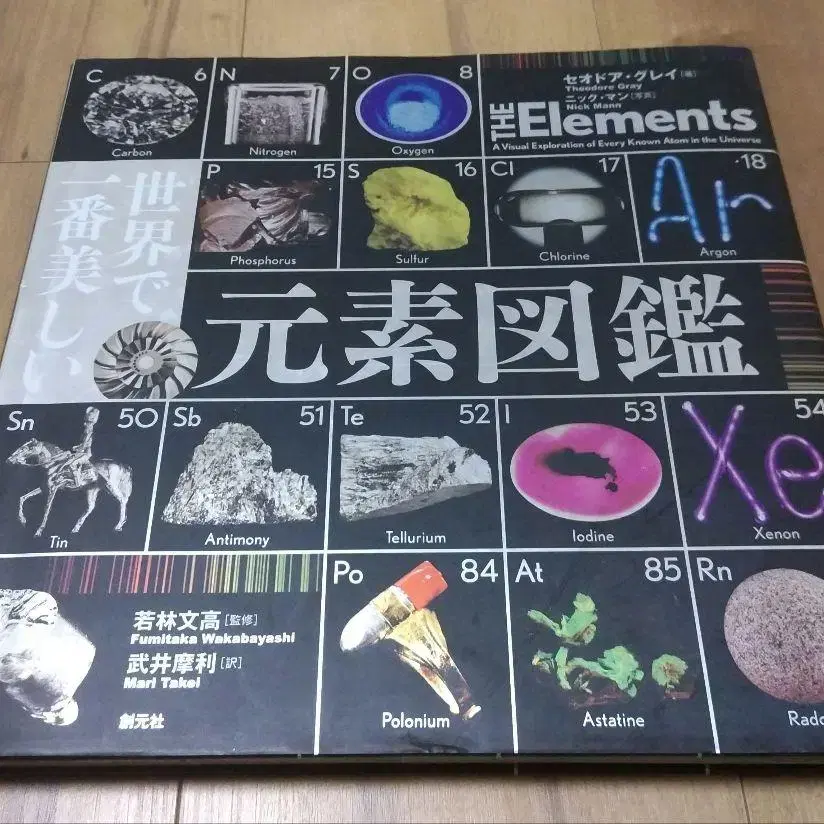 C 6
Carbon
N 7
Nitrogen
O 8
Oxygen
セオドア・グレイ[著]
Theodore Gray
ニック・マン[写真]
Nick Mann
THE Elements
A Visual Exploration of Every Known Atom in the Universe
P 15
Phosphorus
S 16
Sulfur
Cl 17
Chlorine
18
Ar
Argon
世界で
一番美しい
元素図鑑
Sn 50
Tin
Sb 51
Antimony
Te 52
Tellurium
I 53
Iodine
54
Xe
Xenon
若林文高[監修]
Fumitaka Wakabayashi
武井摩利[訳]
Mari Takei
創元社
Po 84
Polonium
At 85
Astatine
Rn
Rado